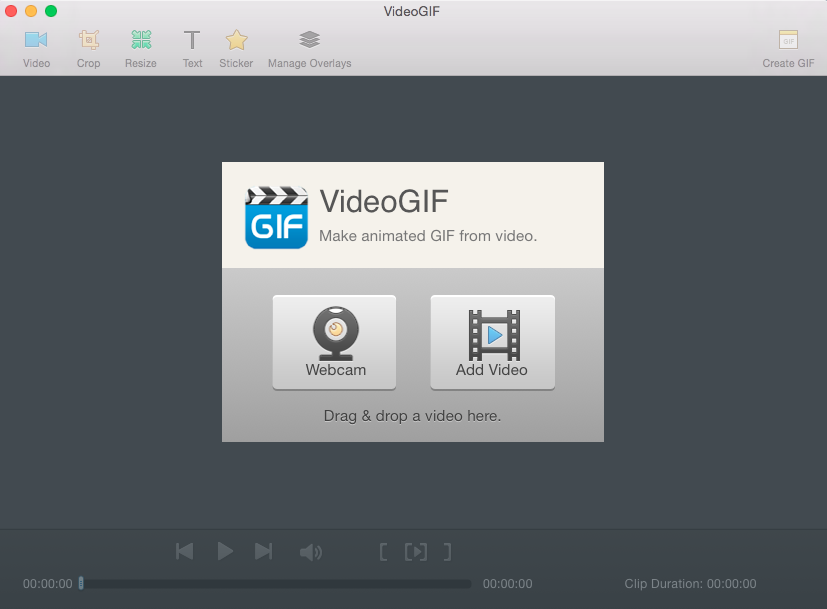 VideoGIF
Video Crop Resize Text Sticker Manage Overlays Create GIF
GIF
GIF
VideoGIF
Make animated GIF from video.
Webcam Add Video
Drag & drop a video here.
00:00:00 00:00:00 Clip Duration: 00:00:00